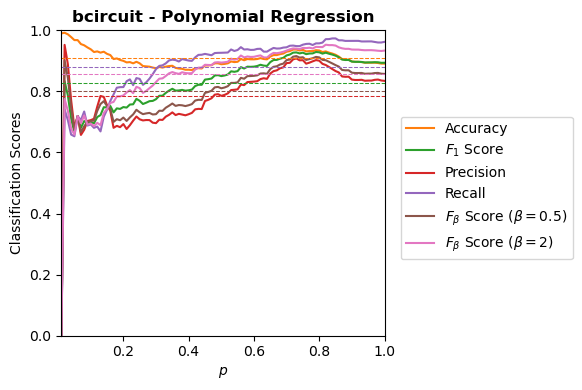 bcircuit - Polynomial Regression
Classification Scores
1.0
0.8
0.6
0.4
0.2
0.0
0.2 0.4 0.6 0.8 1.0
p
Accuracy
F₁ Score
Precision
Recall
Fᵦ Score (β = 0.5)
Fᵦ Score (β = 2)